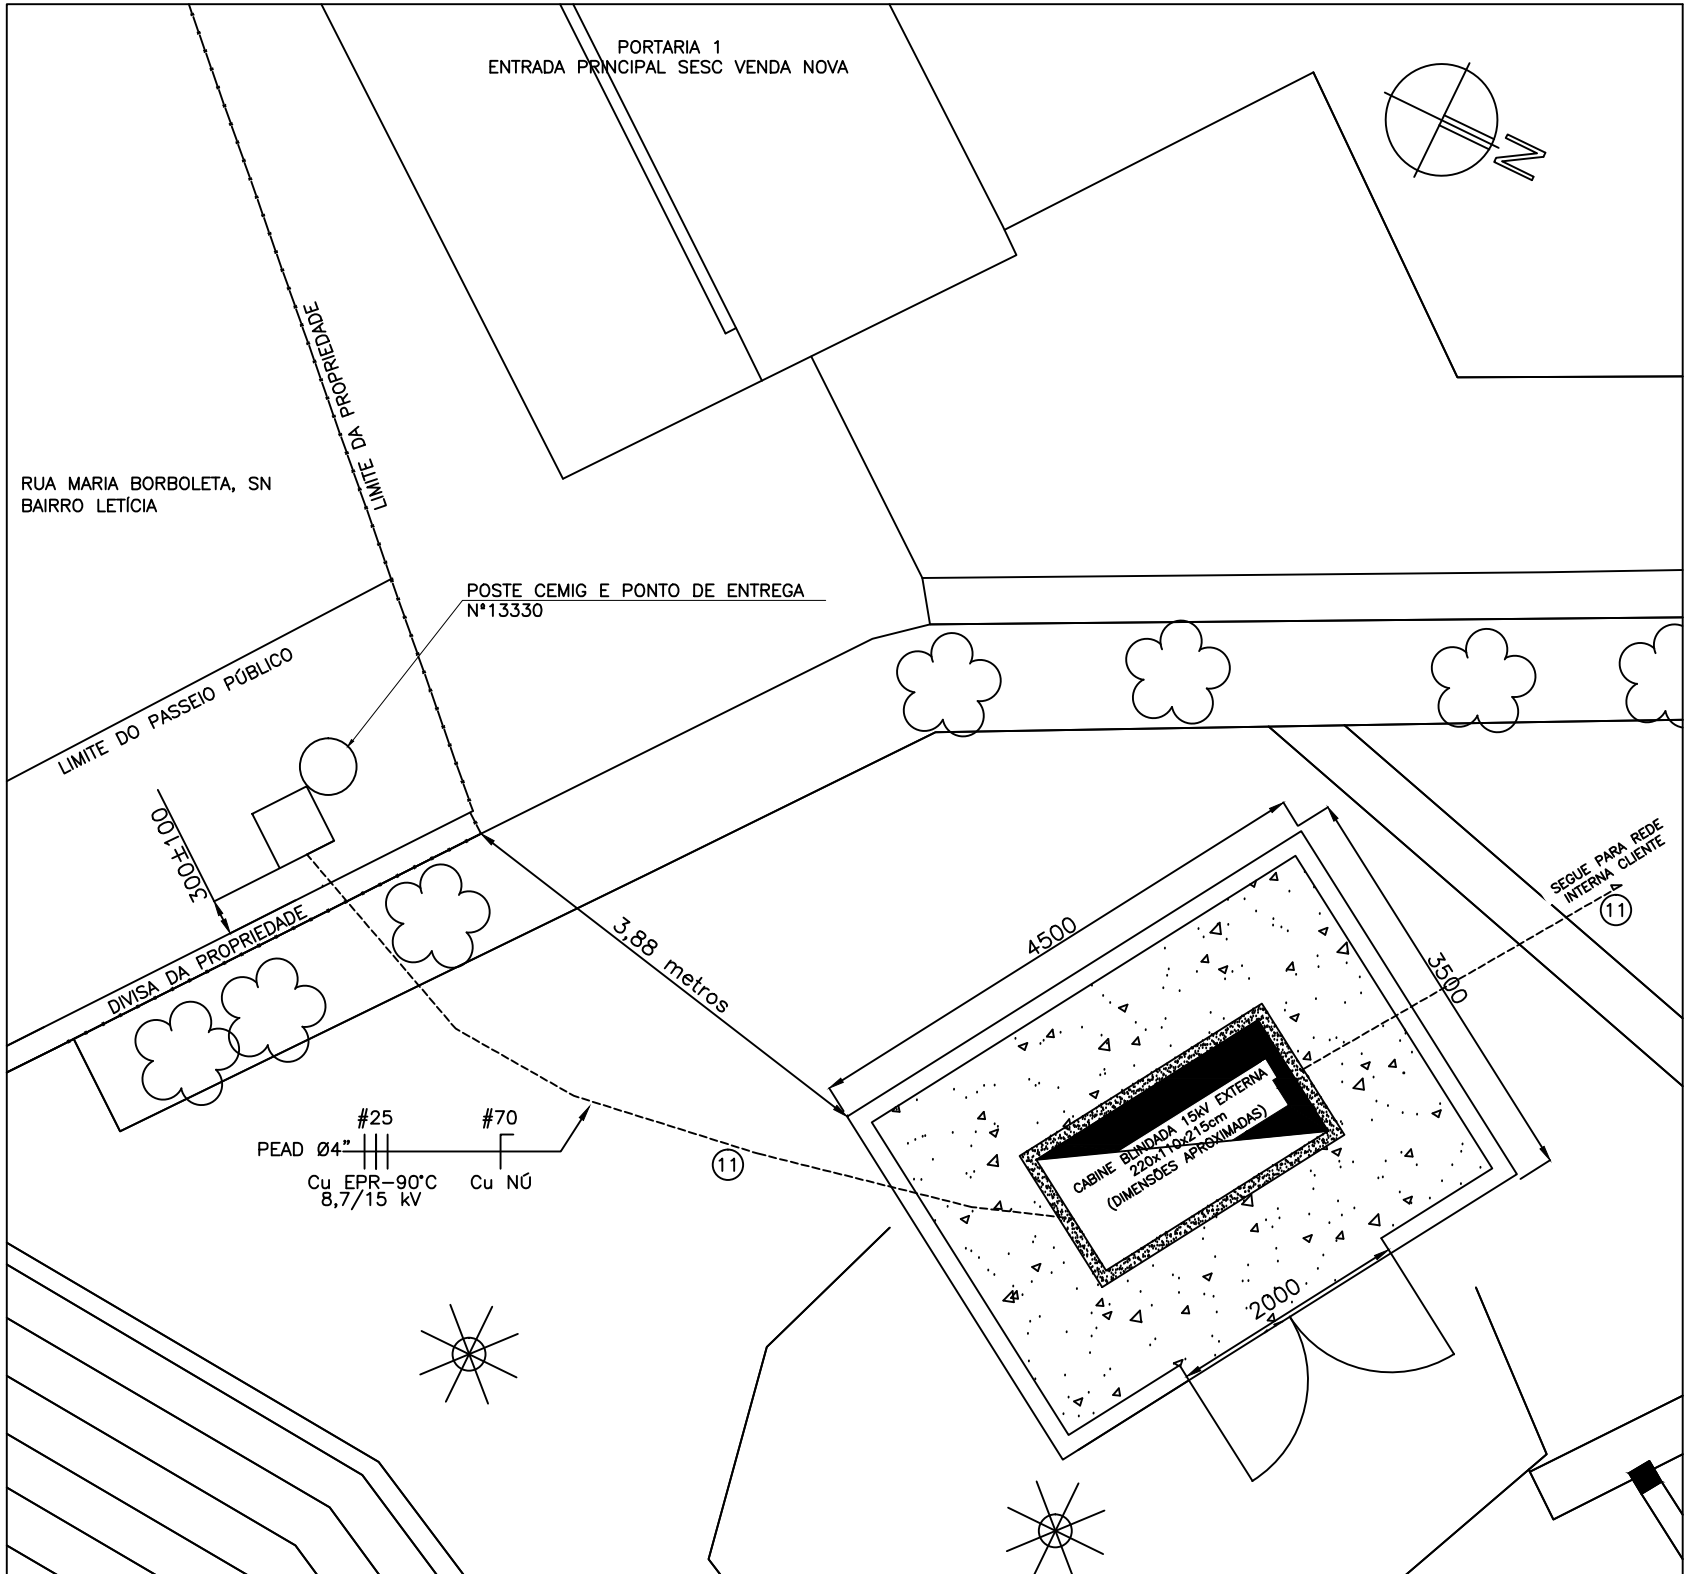 PORTARIA 1
ENTRADA PRINCIPAL SESC VENDA NOVA
N
LIMITE DA PROPRIEDADE
RUA MARIA BORBOLETA, SN
BAIRRO LETÍCIA
POSTE CEMIG E PONTO DE ENTREGA
Nº13330
LIMITE DO PASSEIO PÚBLICO
300±100
DIVISA DA PROPRIEDADE
3,88 metros
4500
3500
SEGUE PARA REDE
INTERNA CLIENTE
11
CABINE BLINDADA 15kV EXTERNA
220x110x215cm
(DIMENSÕES APROXIMADAS)
#25
#70
PEAD Ø4"
Cu EPR-90°C
8,7/15 kV
Cu NÚ
11
2000